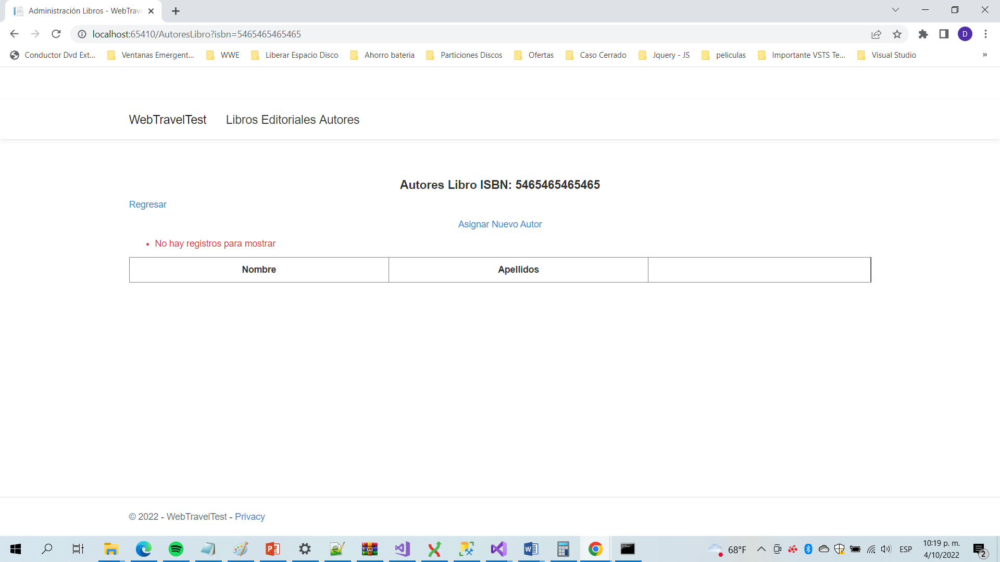 Administración Libros - WebTrave
localhost:65410/AutoresLibro?isbn=5465465465465
D
Conductor Dvd Ext... Ventanas Emergent... WWE Liberar Espacio Disco Ahorro bateria Particiones Discos Ofertas Caso Cerrado Jquery - JS peliculas Importante VSTS Te... Visual Studio »
WebTravelTest Libros Editoriales Autores
Autores Libro ISBN: 5465465465465
Regresar
Asignar Nuevo Autor
No hay registros para mostrar
Nombre Apellidos
© 2022 - WebTravelTest - Privacy
68°F ESP 10:19 p. m.
4/10/2022
2